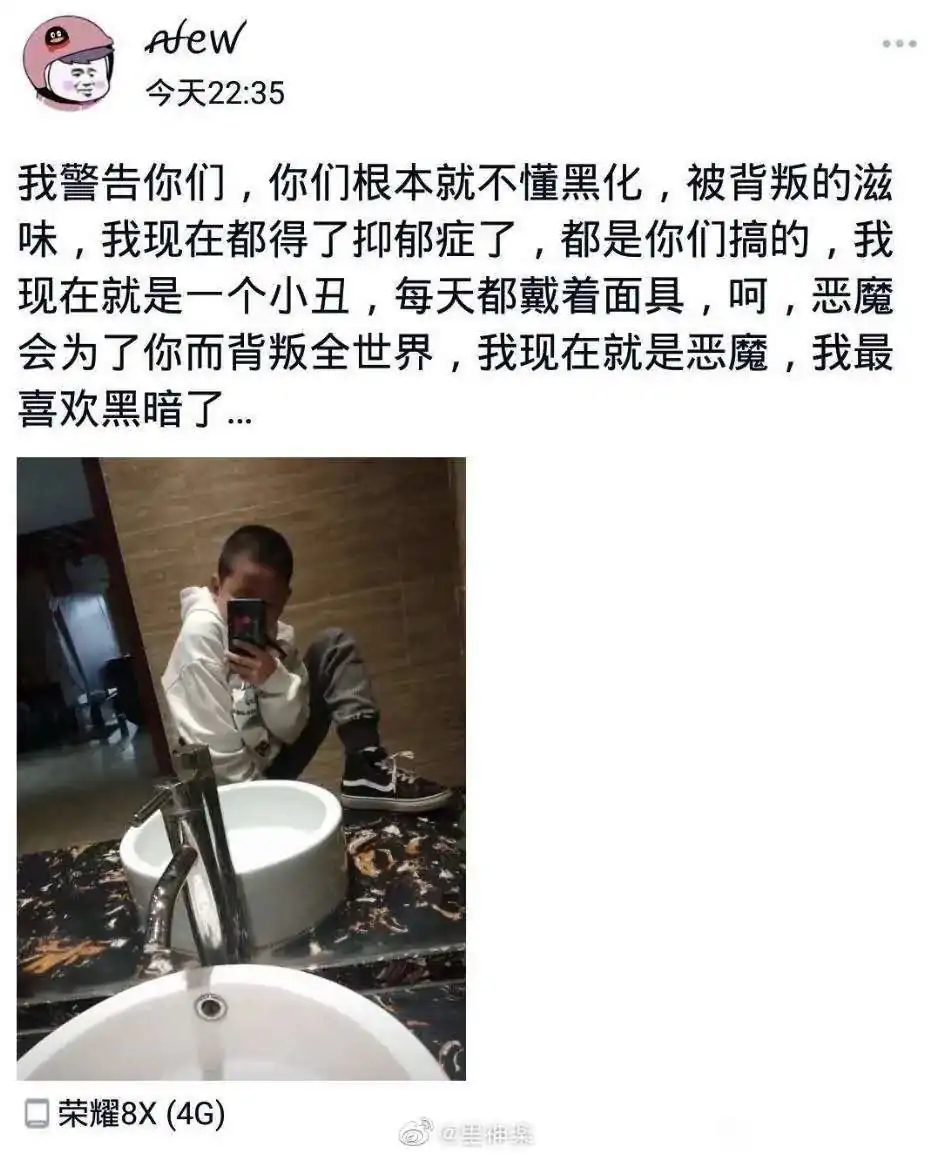 New
今天22:35
我警告你们，你们根本就不懂黑化，被背叛的滋
味，我现在都得了抑郁症了，都是你们搞的，我
现在就是一个小丑，每天都戴着面具，呵，恶魔
会为了你而背叛全世界，我现在就是恶魔，我最
喜欢黑暗了...
荣耀8X (4G)